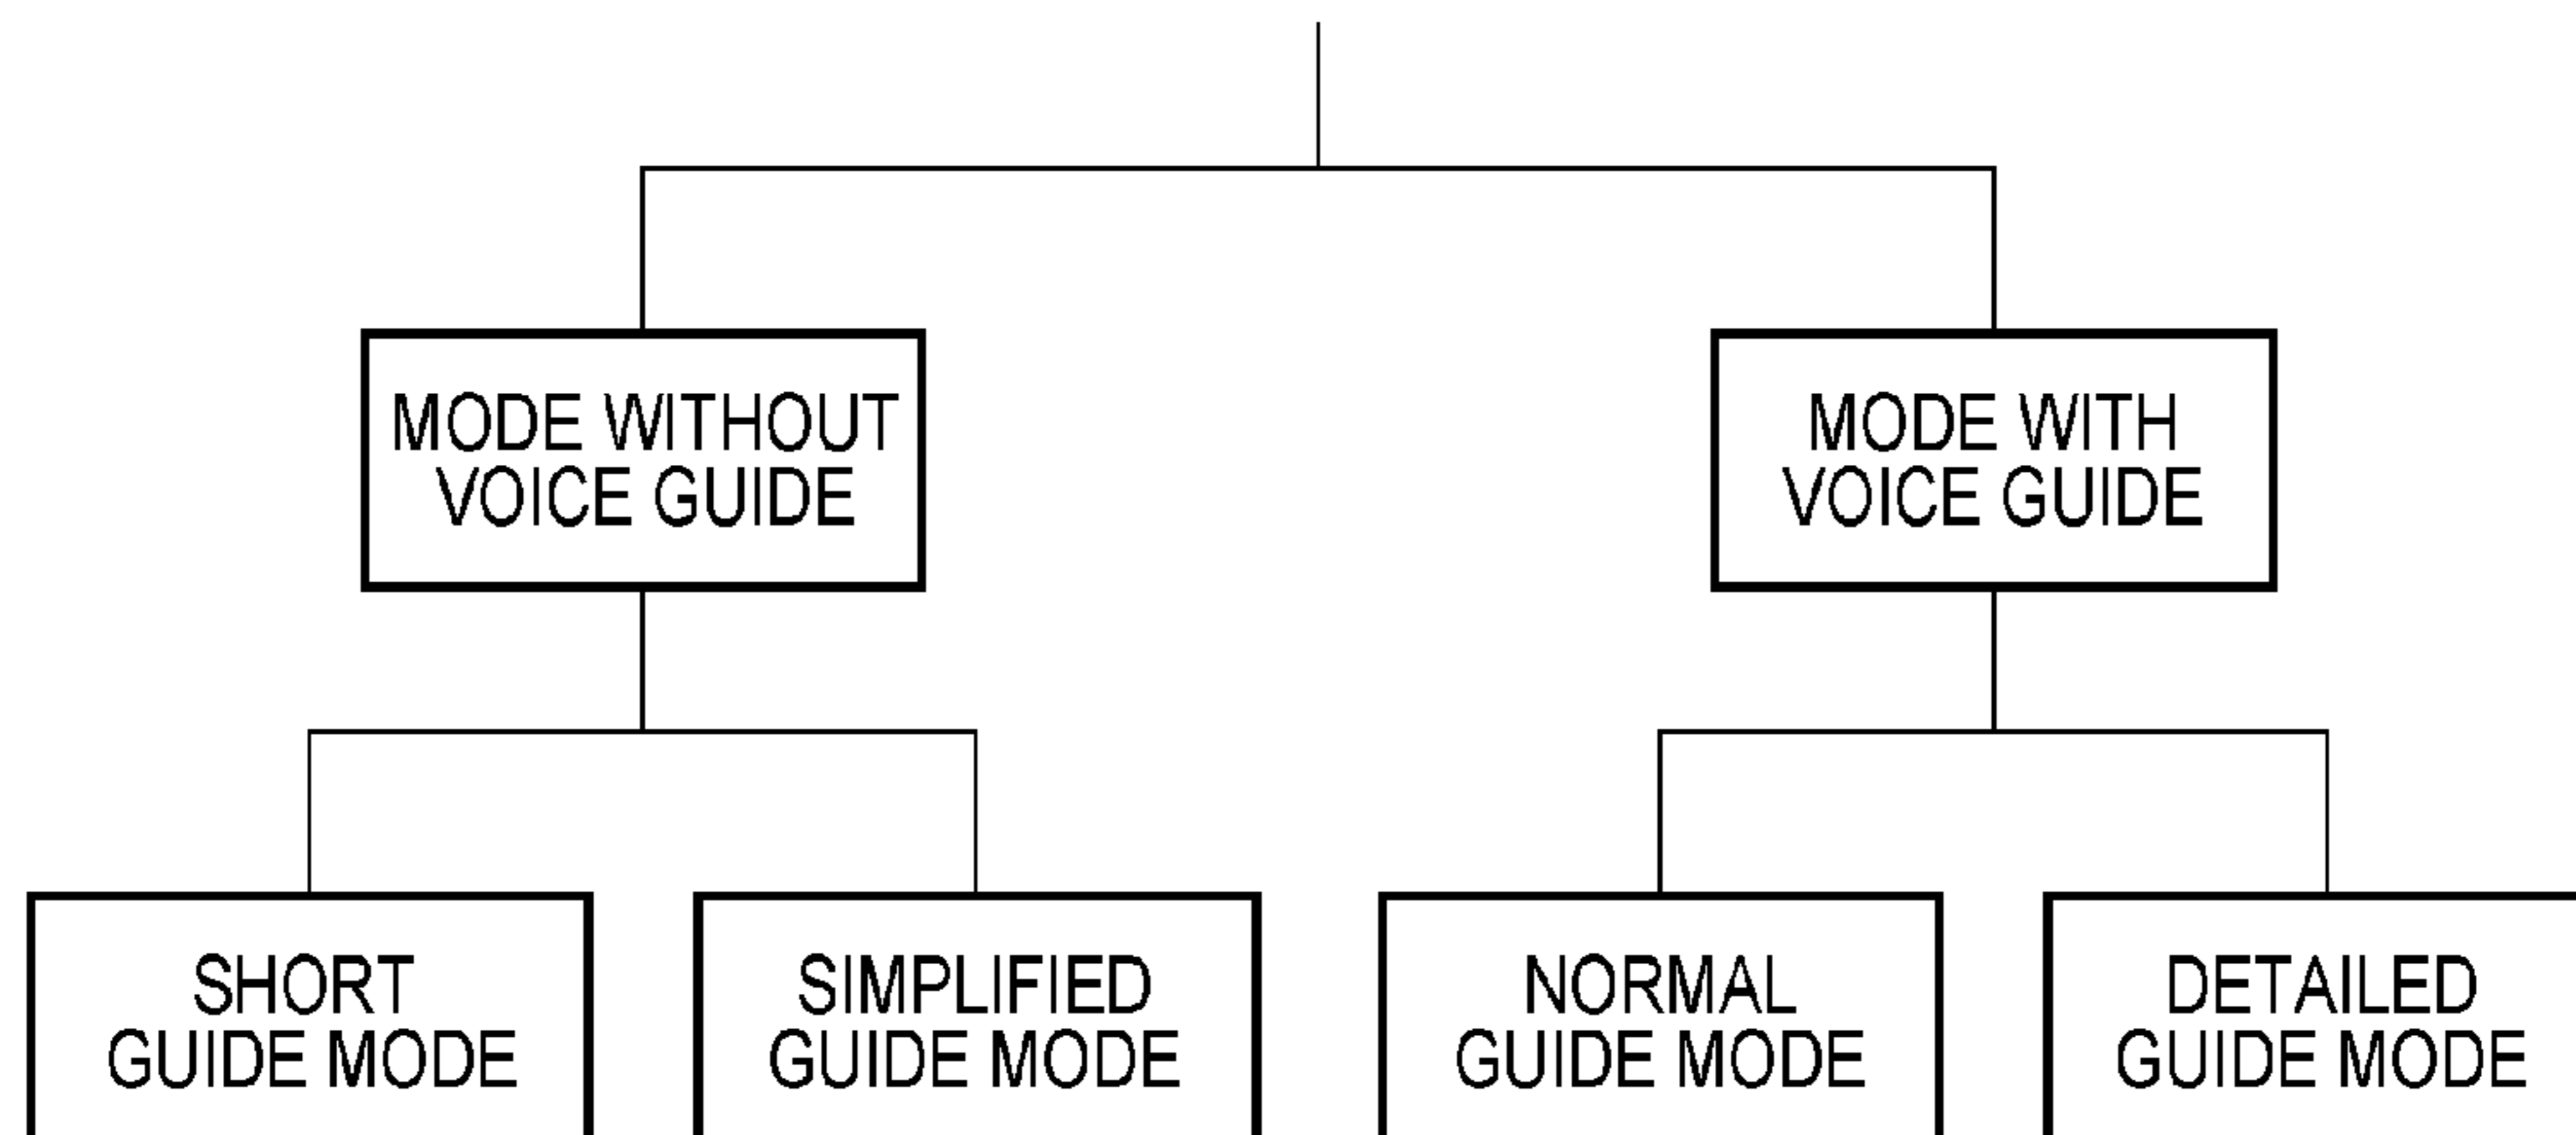 MODE WITHOUT
VOICE GUIDE
MODE WITH
VOICE GUIDE
SHORT
GUIDE MODE
SIMPLIFIED
GUIDE MODE
NORMAL
GUIDE MODE
DETAILED
GUIDE MODE